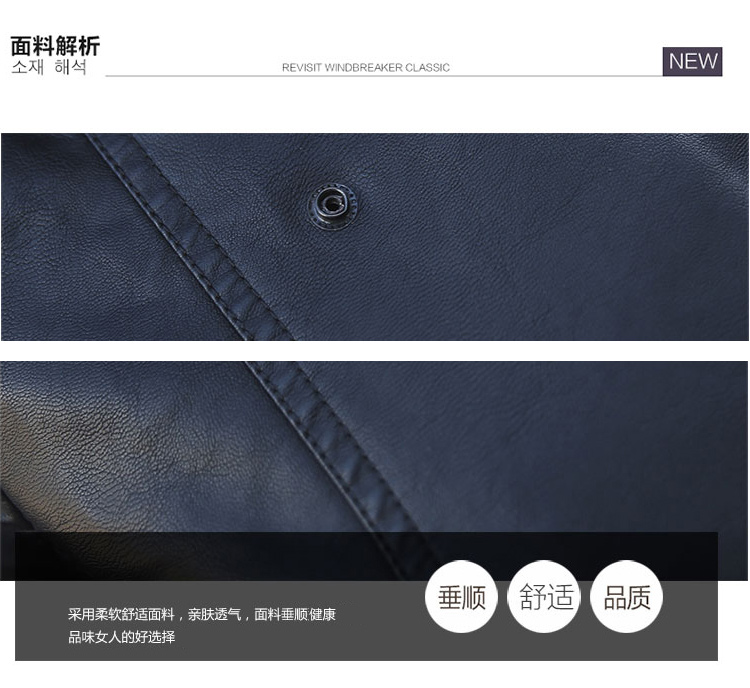 面料解析
소재 해석
REVISIT WINDBREAKER CLASSIC
NEW
垂顺
舒适
品质
采用柔软舒适面料，亲肤透气，面料垂顺健康
品味女人的好选择